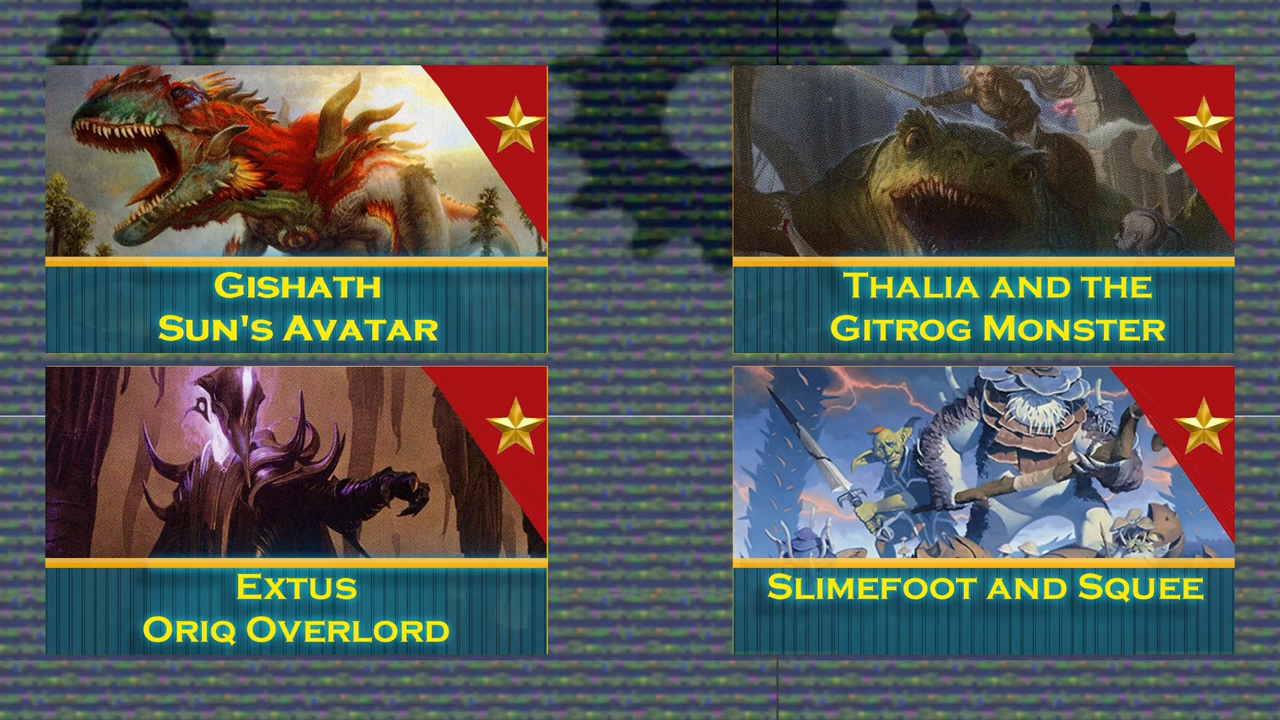 Gishath
Sun's Avatar
Thalia and the
Gitrog Monster
Extus
Oriq Overlord
Slimefoot and Squee